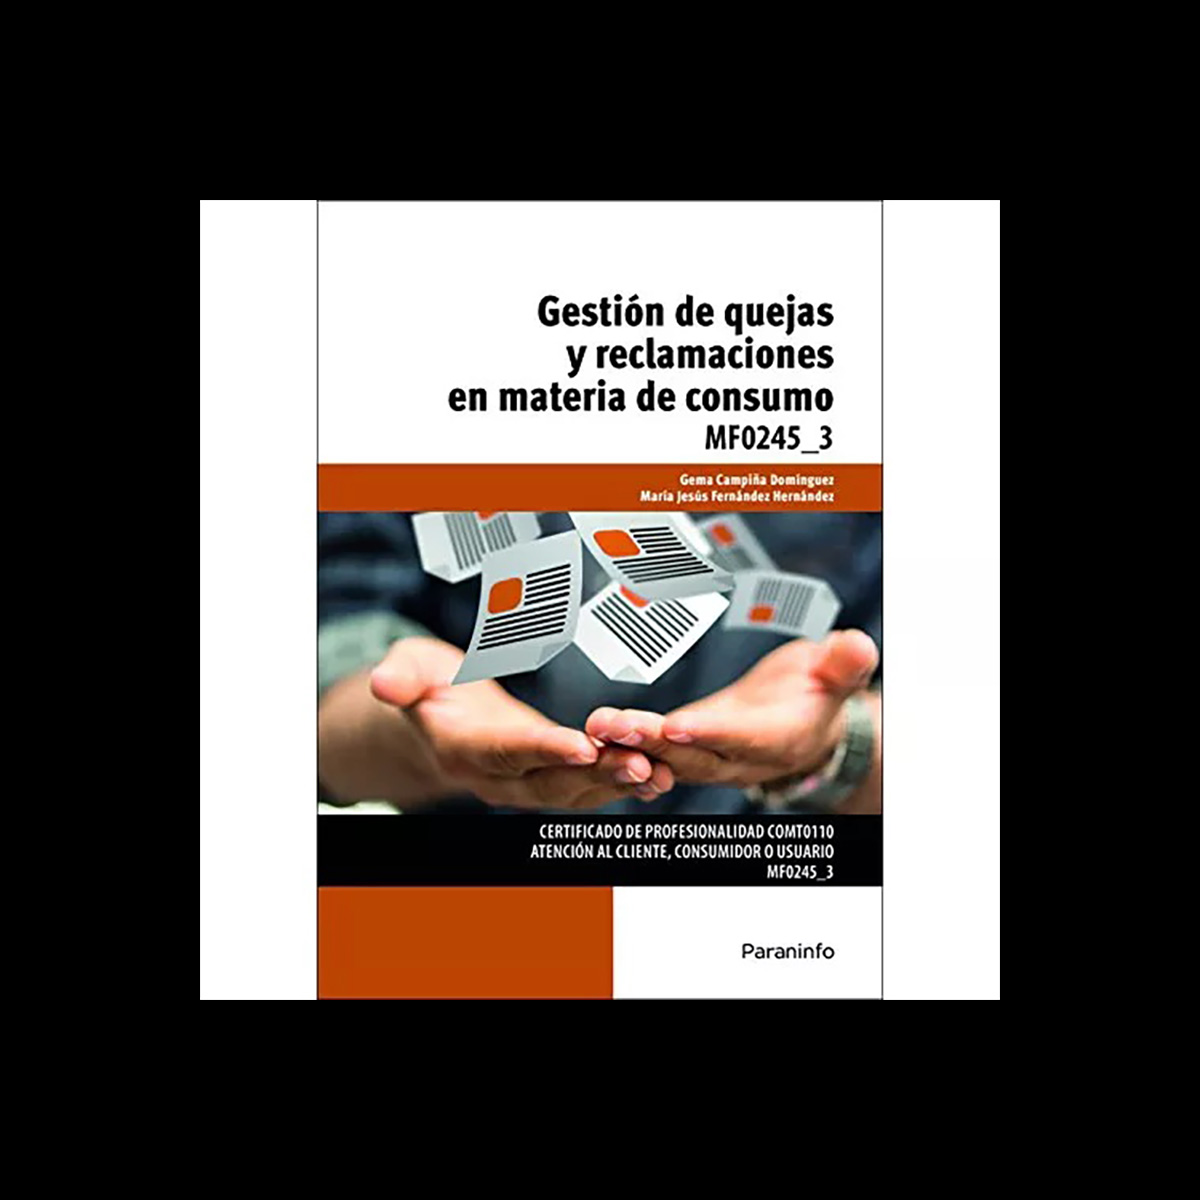 Gestión de quejas
y reclamaciones
en materia de consumo
MF0245_3
Gema Campiña Domínguez
María Jesús Fernández Hernández
CERTIFICADO DE PROFESIONALIDAD COMT0110
ATENCIÓN AL CLIENTE, CONSUMIDOR O USUARIO
MF0245_3
Paraninfo